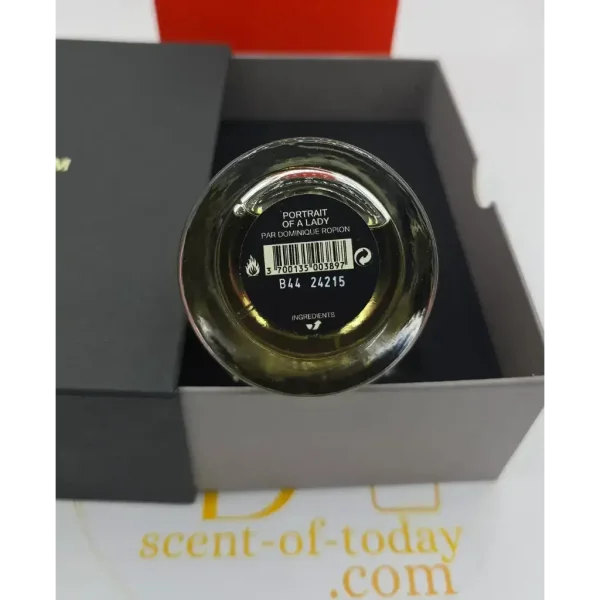 M
PORTRAIT
OF A LADY
PAR DOMINIQUE ROPION
3 700135 003897
B44 24215
INGREDIENTS
scent-of-today
.com